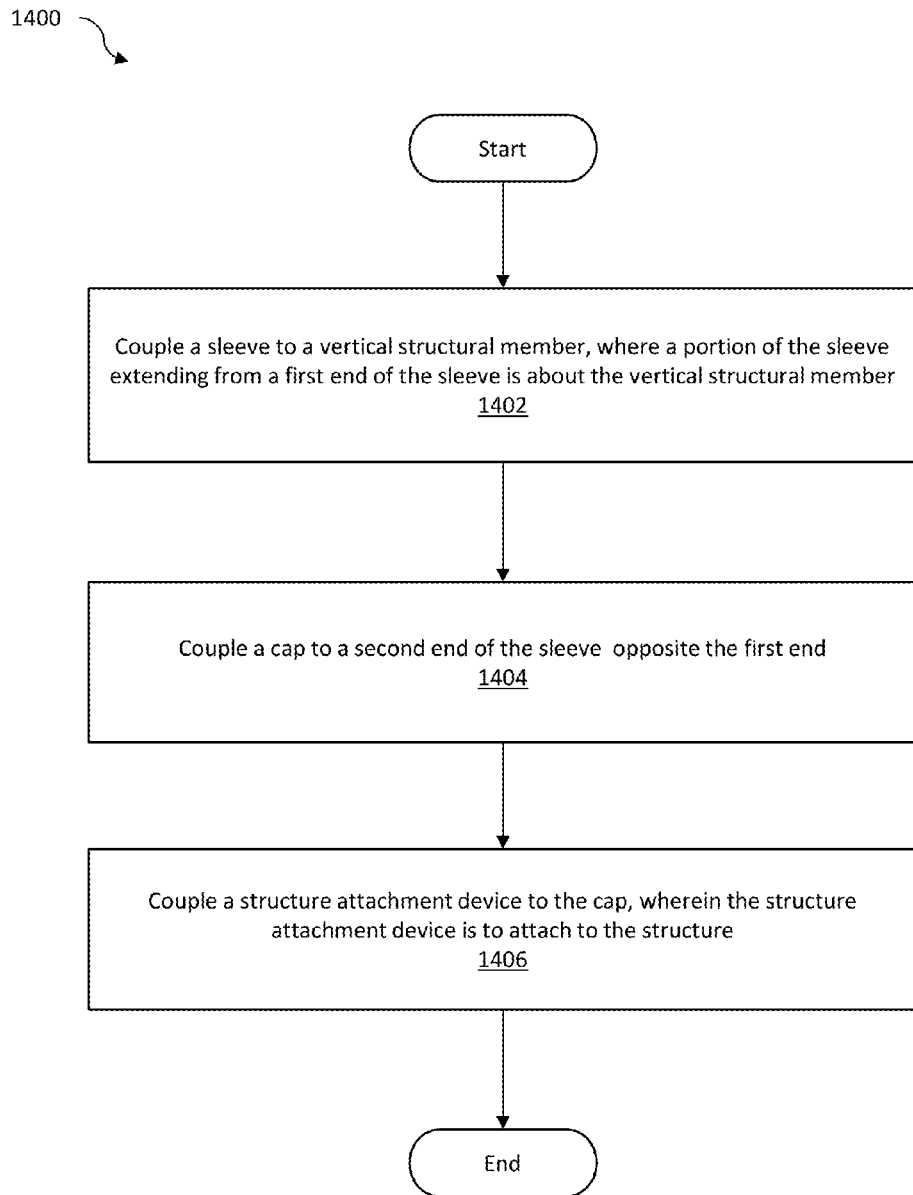 1400
Start
Couple a sleeve to a vertical structural member, where a portion of the sleeve
extending from a first end of the sleeve is about the vertical structural member
1402
Couple a cap to a second end of the sleeve opposite the first end
1404
Couple a structure attachment device to the cap, wherein the structure
attachment device is to attach to the structure
1406
End